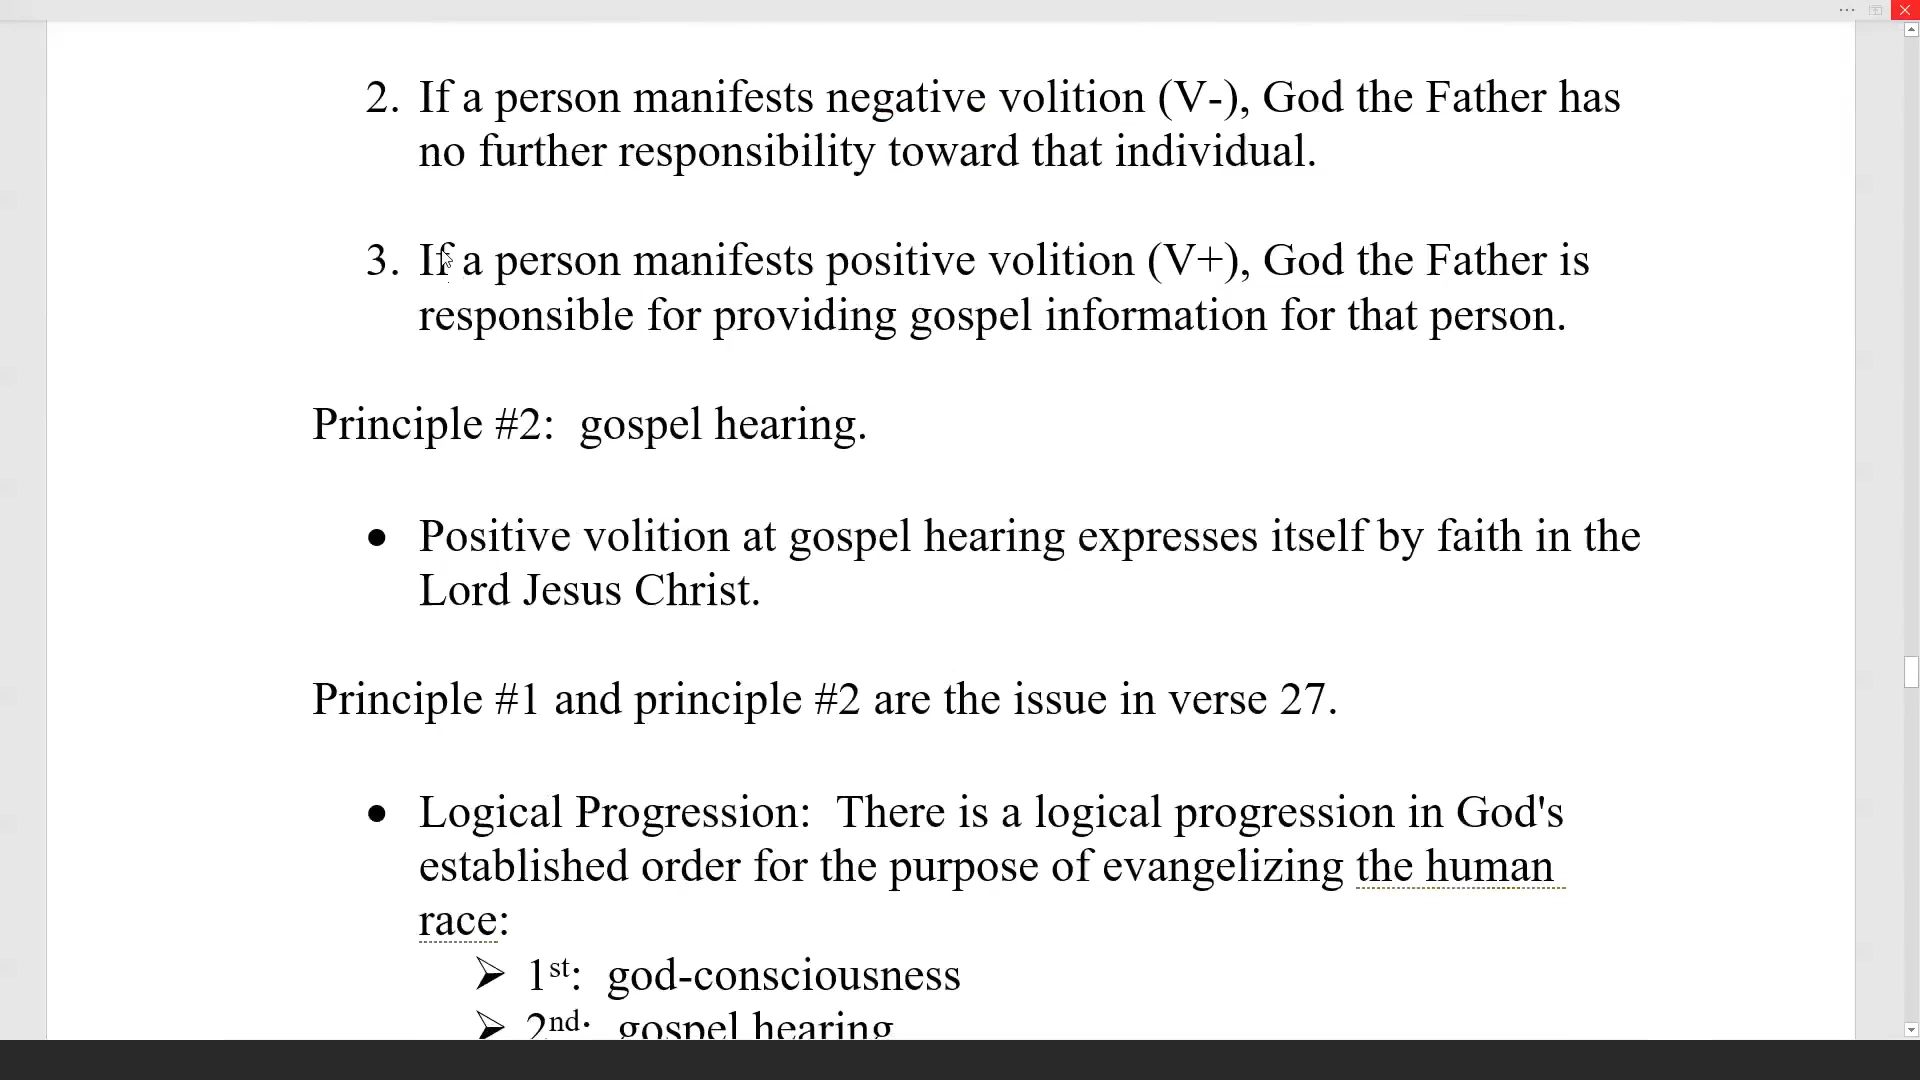 2. If a person manifests negative volition (V-), God the Father has
no further responsibility toward that individual.
3. If a person manifests positive volition (V+), God the Father is
responsible for providing gospel information for that person.
Principle #2: gospel hearing.
• Positive volition at gospel hearing expresses itself by faith in the
Lord Jesus Christ.
Principle #1 and principle #2 are the issue in verse 27.
• Logical Progression: There is a logical progression in God's
established order for the purpose of evangelizing the human
race:
➢ 1st: god-consciousness
➢ 2nd: gospel hearing